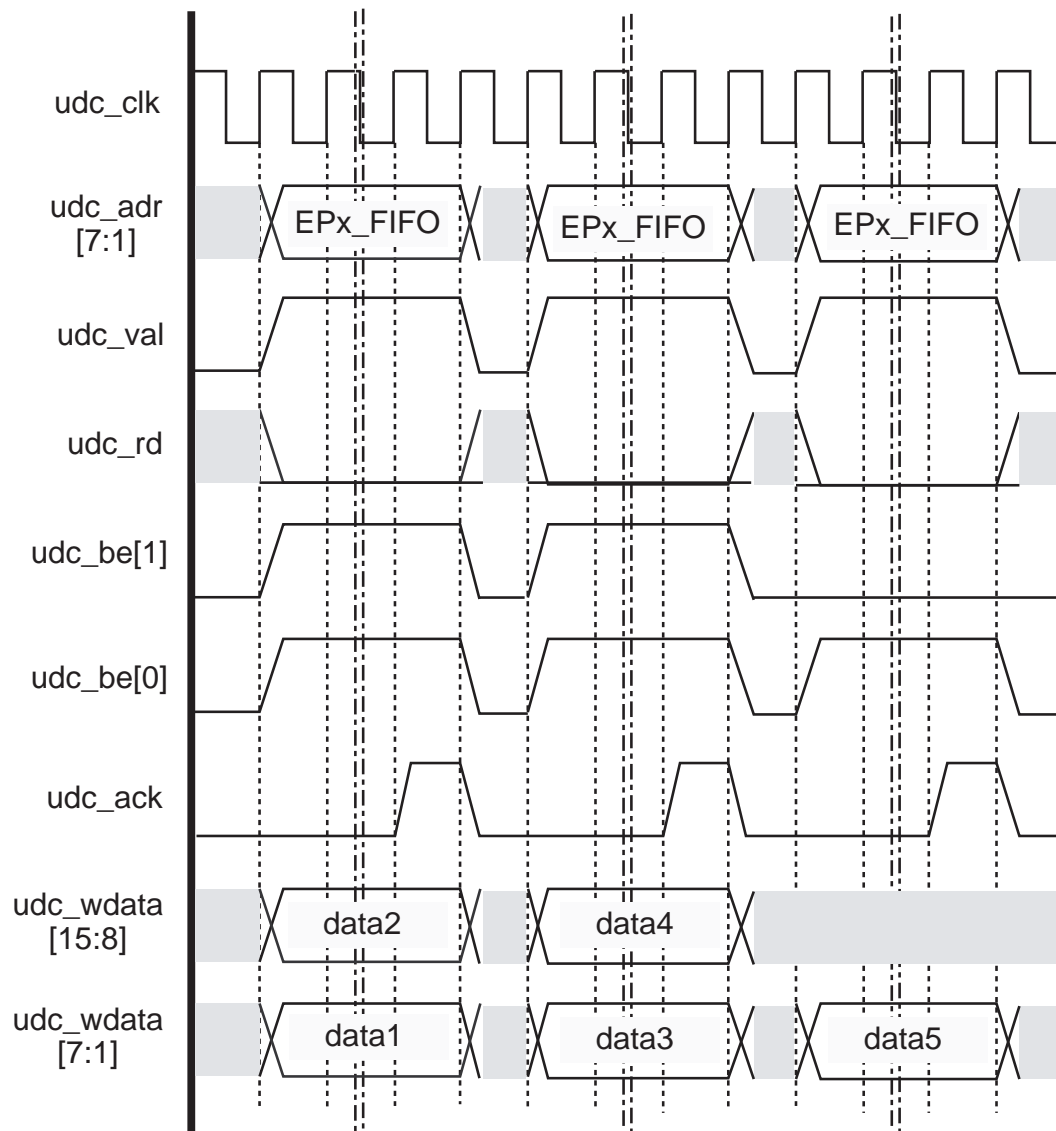 udc_clk
udc_adr
[7:1]
EPx_FIFO EPx_FIFO EPx_FIFO
udc_val
udc_rd
udc_be[1]
udc_be[0]
udc_ack
udc_wdata
[15:8]
data2 data4
udc_wdata
[7:1]
data1 data3 data5